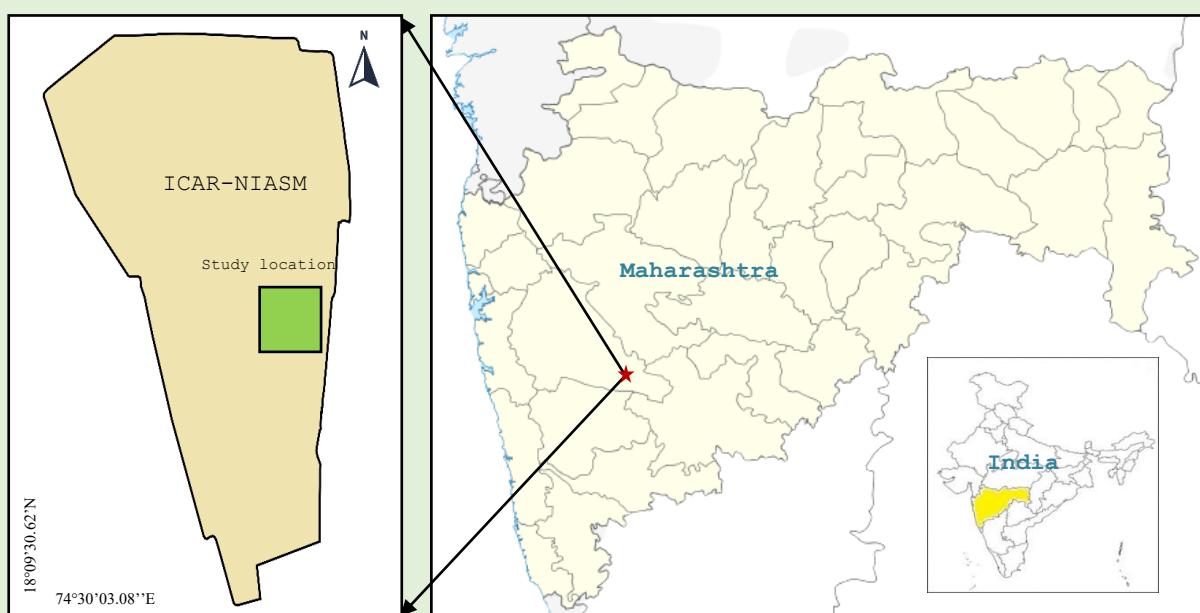 N
ICAR-NIASM
Study location
18°09'30.62'N
74°30'03.08’’E
Maharashtra
India